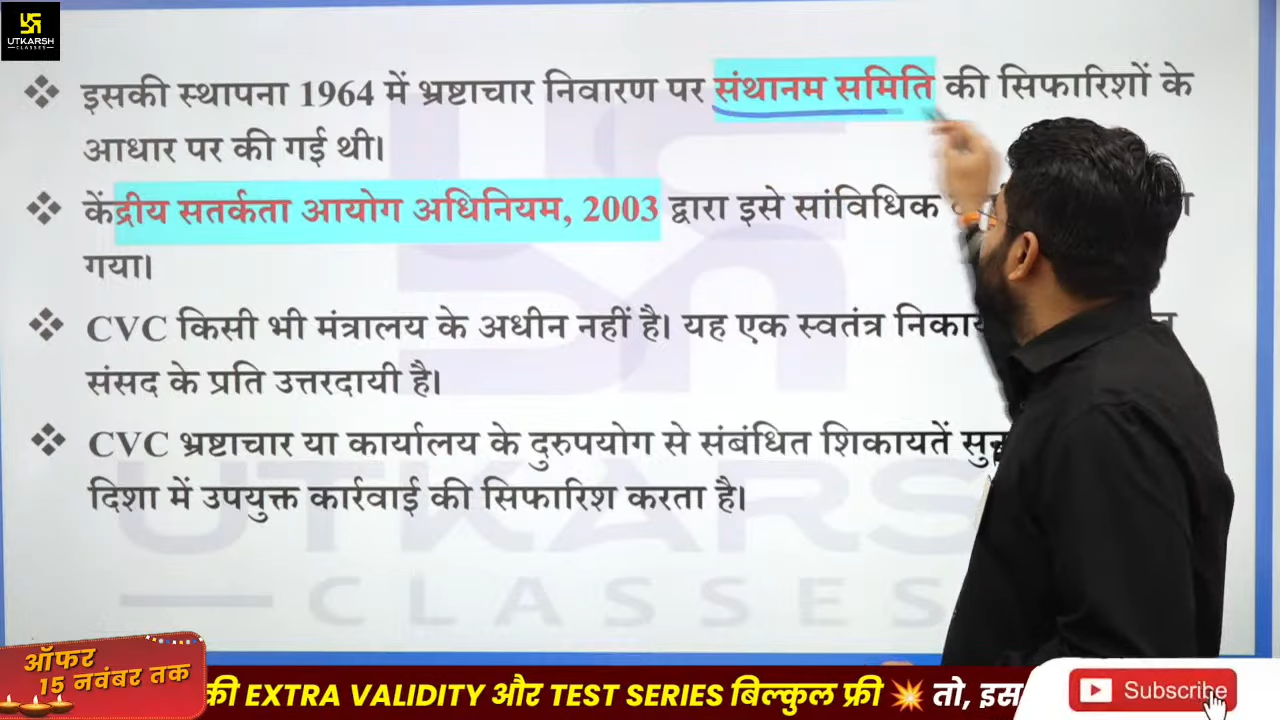 UTKARSH
CLASSES
इसकी स्थापना 1964 में भ्रष्टाचार निवारण पर संथानम समिति की सिफारिशों के
आधार पर की गई थी।
केंद्रीय सतर्कता आयोग अधिनियम, 2003 द्वारा इसे सांविधिक
गया।
CVC किसी भी मंत्रालय के अधीन नहीं है। यह एक स्वतंत्र निकाय
संसद के प्रति उत्तरदायी है।
CVC भ्रष्टाचार या कार्यालय के दुरुपयोग से संबंधित शिकायतें
दिशा में उपयुक्त कार्रवाई की सिफारिश करता है।
UTKARS
CLASSES
ऑफर
15 नवंबर तक
की EXTRA VALIDITY और TEST SERIES बिल्कुल फ्री 💥 तो, इस
Subscribe